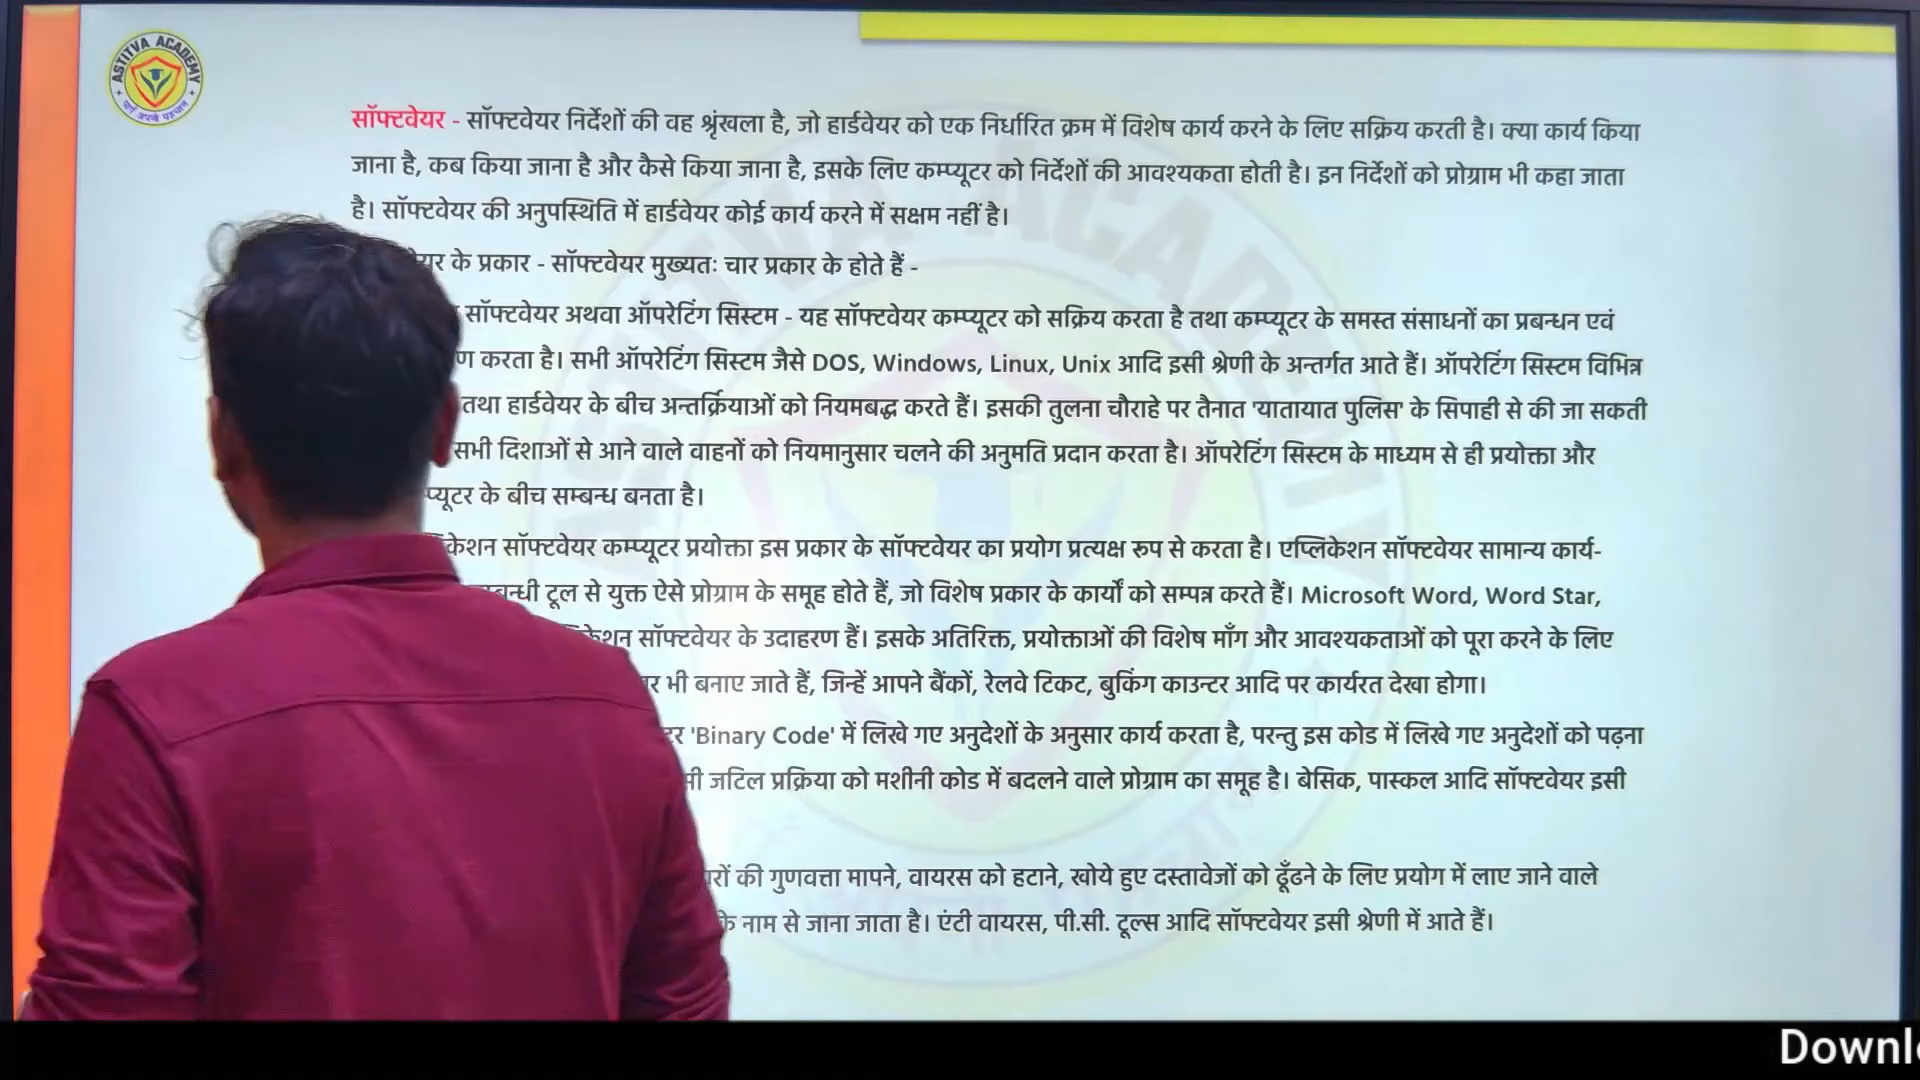 ASTITVA ACADEMY
सॉफ्टवेयर - सॉफ्टवेयर निर्देशों की वह श्रृंखला है, जो हार्डवेयर को एक निर्धारित क्रम में विशेष कार्य करने के लिए सक्रिय करती है। क्या कार्य किया
जाना है, कब किया जाना है और कैसे किया जाना है, इसके लिए कम्प्यूटर को निर्देशों की आवश्यकता होती है। इन निर्देशों को प्रोग्राम भी कहा जाता
है। सॉफ्टवेयर की अनुपस्थिति में हार्डवेयर कोई कार्य करने में सक्षम नहीं है।
के प्रकार - सॉफ्टवेयर मुख्यतः चार प्रकार के होते हैं -
सॉफ्टवेयर अथवा ऑपरेटिंग सिस्टम - यह सॉफ्टवेयर कम्प्यूटर को सक्रिय करता है तथा कम्प्यूटर के समस्त संसाधनों का प्रबन्धन एवं
करता है। सभी ऑपरेटिंग सिस्टम जैसे DOS, Windows, Linux, Unix आदि इसी श्रेणी के अन्तर्गत आते हैं। ऑपरेटिंग सिस्टम विभिन्न
तथा हार्डवेयर के बीच अन्तर्क्रियाओं को नियमबद्ध करते हैं। इसकी तुलना चौराहे पर तैनात 'यातायात पुलिस' के सिपाही से की जा सकती
सभी दिशाओं से आने वाले वाहनों को नियमानुसार चलने की अनुमति प्रदान करता है। ऑपरेटिंग सिस्टम के माध्यम से ही प्रयोक्ता और
के बीच सम्बन्ध बनता है।
सॉफ्टवेयर कम्प्यूटर प्रयोक्ता इस प्रकार के सॉफ्टवेयर का प्रयोग प्रत्यक्ष रूप से करता है। एप्लिकेशन सॉफ्टवेयर सामान्य कार्य-
टूल से युक्त ऐसे प्रोग्राम के समूह होते हैं, जो विशेष प्रकार के कार्यों को सम्पन्न करते हैं। Microsoft Word, Word Star,
सॉफ्टवेयर के उदाहरण हैं। इसके अतिरिक्त, प्रयोक्ताओं की विशेष माँग और आवश्यकताओं को पूरा करने के लिए
भी बनाए जाते हैं, जिन्हें आपने बैंकों, रेलवे टिकट, बुकिंग काउन्टर आदि पर कार्यरत देखा होगा।
'Binary Code' में लिखे गए अनुदेशों के अनुसार कार्य करता है, परन्तु इस कोड में लिखे गए अनुदेशों को पढ़ना
जटिल प्रक्रिया को मशीनी कोड में बदलने वाले प्रोग्राम का समूह है। बेसिक, पास्कल आदि सॉफ्टवेयर इसी
की गुणवत्ता मापने, वायरस को हटाने, खोये हुए दस्तावेजों को ढूँढने के लिए प्रयोग में लाए जाने वाले
के नाम से जाना जाता है। एंटी वायरस, पी.सी. टूल्स आदि सॉफ्टवेयर इसी श्रेणी में आते हैं।